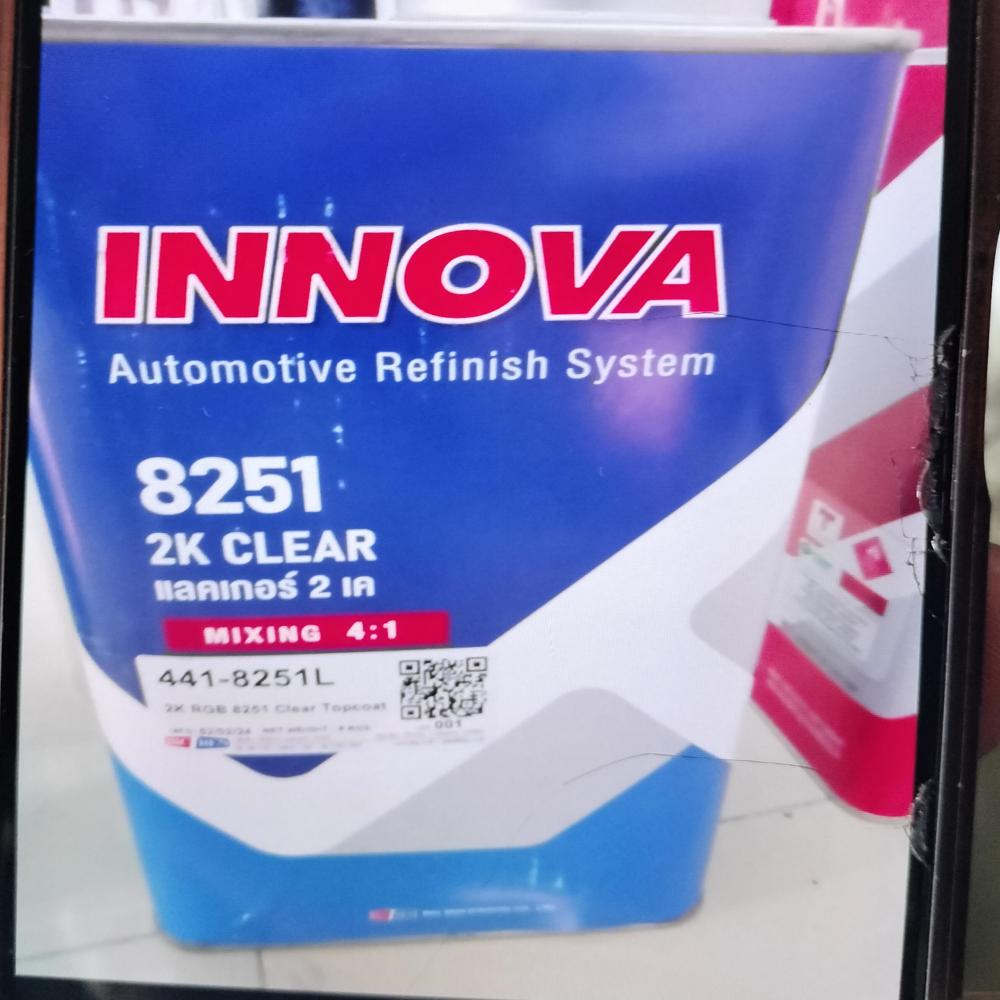 INNOVA
Automotive Refinish System
8251
2K CLEAR
แลคเกอร์ 2 เค
MIXING 4:1
441-8251L
2K RGB 8251 Clear Topcoat
001